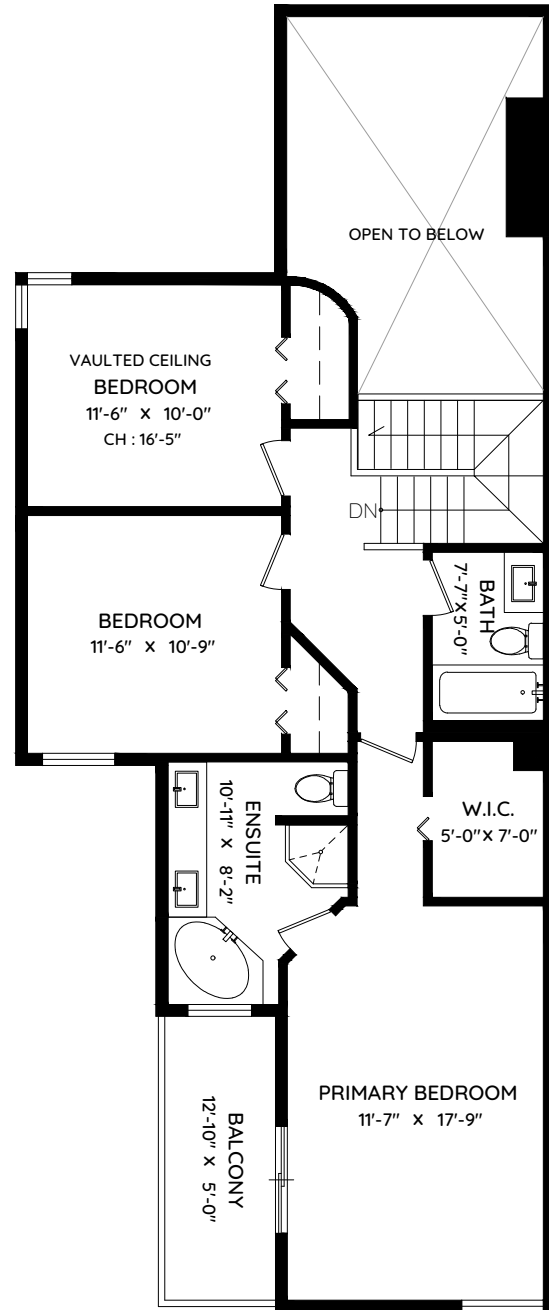 OPEN TO BELOW
VAULTED CEILING
BEDROOM
11'-6" X 10'-0"
CH : 16'-5"
DN
BATH
7'-7"X5'-0"
BEDROOM
11'-6" X 10'-9"
W.I.C.
5'-0"X 7'-0"
ENSUITE
10'-11" X 8'-2"
PRIMARY BEDROOM
11'-7" X 17'-9"
BALCONY
12'-10" X 5'-0"